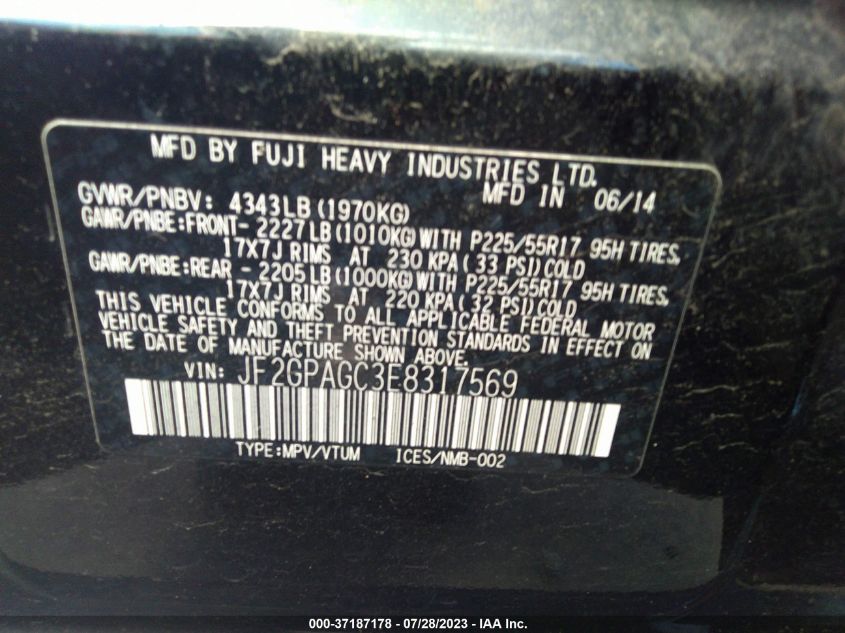 MFD BY FUJI HEAVY INDUSTRIES LTD.
MFD IN 06/14
GVWR/PNBV: 4343LB (1970KG)
GAWR/PNBE:FRONT- 2227LB (1010KG) WITH P225/55R17 95H TIRES,
17X7J RIMS AT 230 KPA (33 PSI) COLD
GAWR/PNBE:REAR - 2205LB (1000KG) WITH P225/55R17 95H TIRES,
17X7J RIMS AT 220 KPA (32 PSI) COLD
THIS VEHICLE CONFORMS TO ALL APPLICABLE FEDERAL MOTOR
VEHICLE SAFETY AND THEFT PREVENTION STANDARDS IN EFFECT ON
THE DATE OF MANUFACTURE SHOWN ABOVE.
VIN: JF2GPAGC3E8317569
TYPE:MPV/VTUM ICES/NMB-002
000-37187178 - 07/28/2023 - IAA Inc.